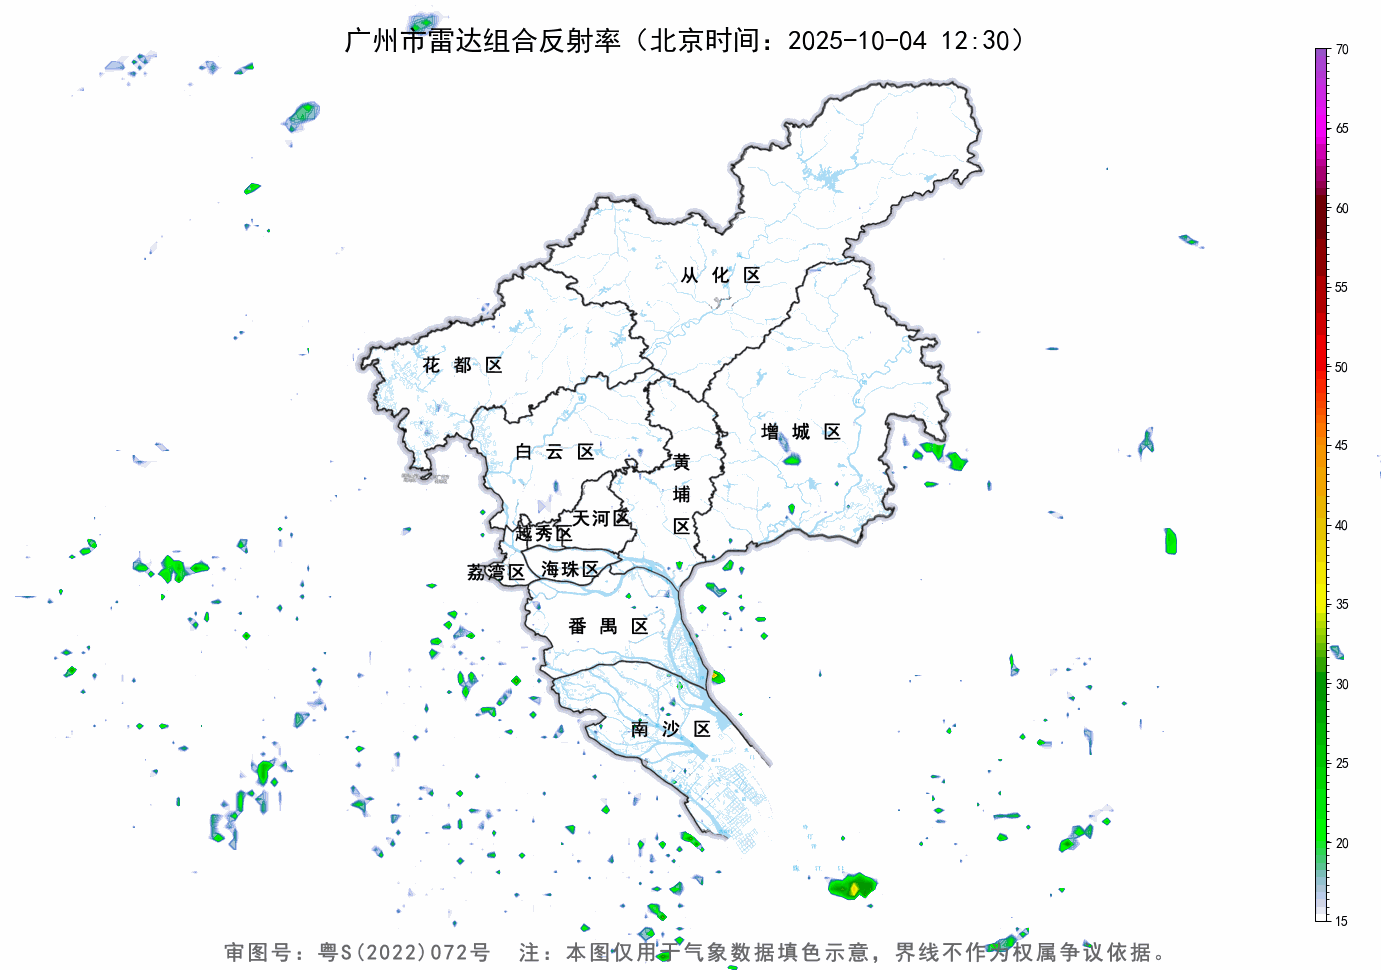 广州市雷达组合反射率（北京时间：2025-10-04 12:30）
70
65
60
55
50
45
40
35
30
25
20
15
从化区
花都区
增城区
白云区
黄埔区
天河区
越秀区
海珠区
荔湾区
番禺区
南沙区
审图号：粤S(2022)072号 注：本图仅用于气象数据填色示意，界线不作为权属争议依据。